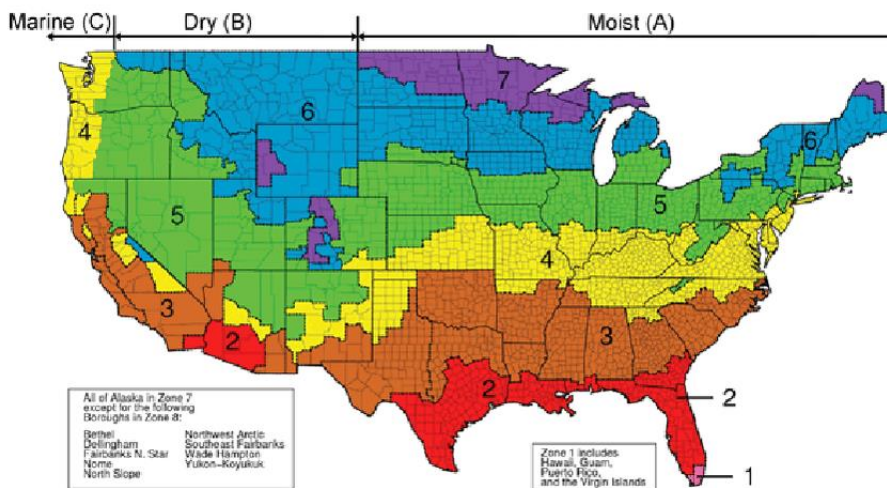 Marine (C) Dry (B) Moist (A)
7
6
6
4
5
5
4
3
3
2
2
2
1
All of Alaska in Zone 7
except for the following
Boroughs in Zone 8:
Bethel Northwest Arctic
Dellingham Southeast Fairbanks
Fairbanks N. Star Wade Hampton
Nome Yukon-Koyukuk
North Slope
Zone 1 includes
Hawaii, Guam,
Puerto Rico,
and the Virgin Islands